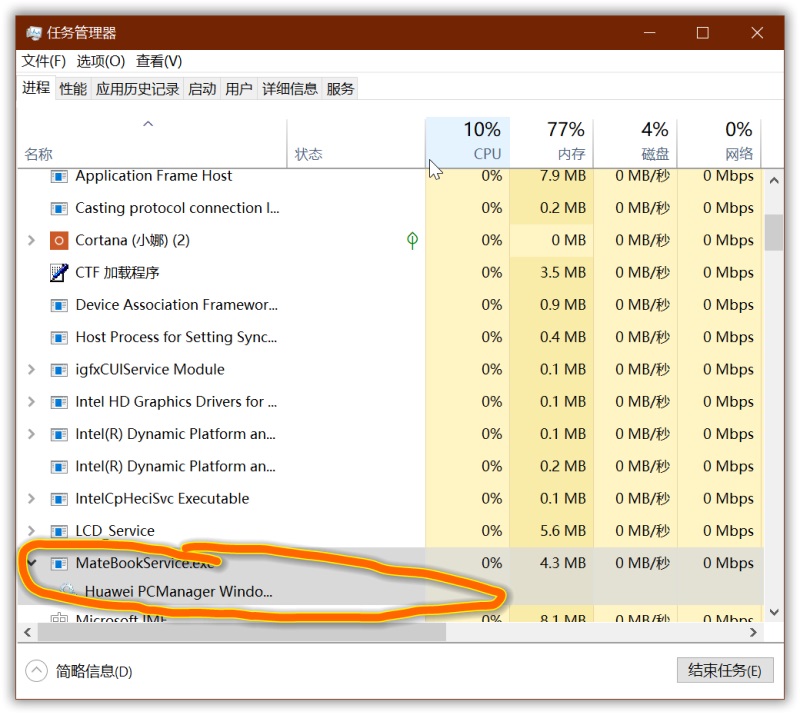 任务管理器
文件(F) 选项(O) 查看(V)
进程 性能 应用历史记录 启动 用户 详细信息 服务
10% 77% 4% 0%
名称 状态 CPU 内存 磁盘 网络
Application Frame Host 0% 7.9 MB 0 MB/秒 0 Mbps
Casting protocol connection l... 0% 0.2 MB 0 MB/秒 0 Mbps
Cortana (小娜) (2) 0% 0 MB 0 MB/秒 0 Mbps
CTF 加载程序 0% 3.5 MB 0 MB/秒 0 Mbps
Device Association Framewor... 0% 0.9 MB 0 MB/秒 0 Mbps
Host Process for Setting Sync... 0% 0.4 MB 0 MB/秒 0 Mbps
igfxCUIService Module 0% 0.1 MB 0 MB/秒 0 Mbps
Intel HD Graphics Drivers for ... 0% 0.1 MB 0 MB/秒 0 Mbps
Intel(R) Dynamic Platform an... 0% 0.1 MB 0 MB/秒 0 Mbps
Intel(R) Dynamic Platform an... 0% 0.2 MB 0 MB/秒 0 Mbps
IntelCpHeciSvc Executable 0% 0.1 MB 0 MB/秒 0 Mbps
LCD_Service 0% 5.6 MB 0 MB/秒 0 Mbps
MateBookService.exe 0% 4.3 MB 0 MB/秒 0 Mbps
Huawei PCManager Windo...
Microsoft IME 0% 8.1 MB 0 MB/秒 0 Mbps
简略信息(D) 结束任务(E)